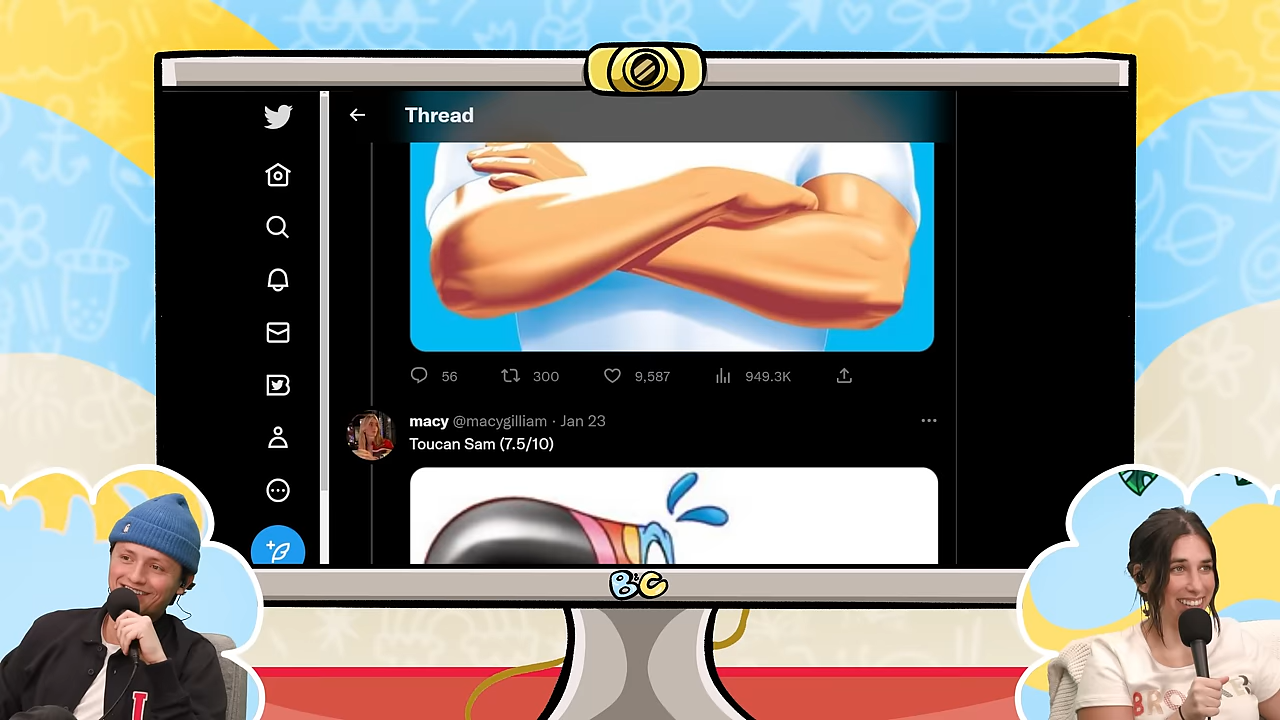 Thread
56
300
9,587
949.3K
macy @macygilliam · Jan 23
Toucan Sam (7.5/10)
B&C